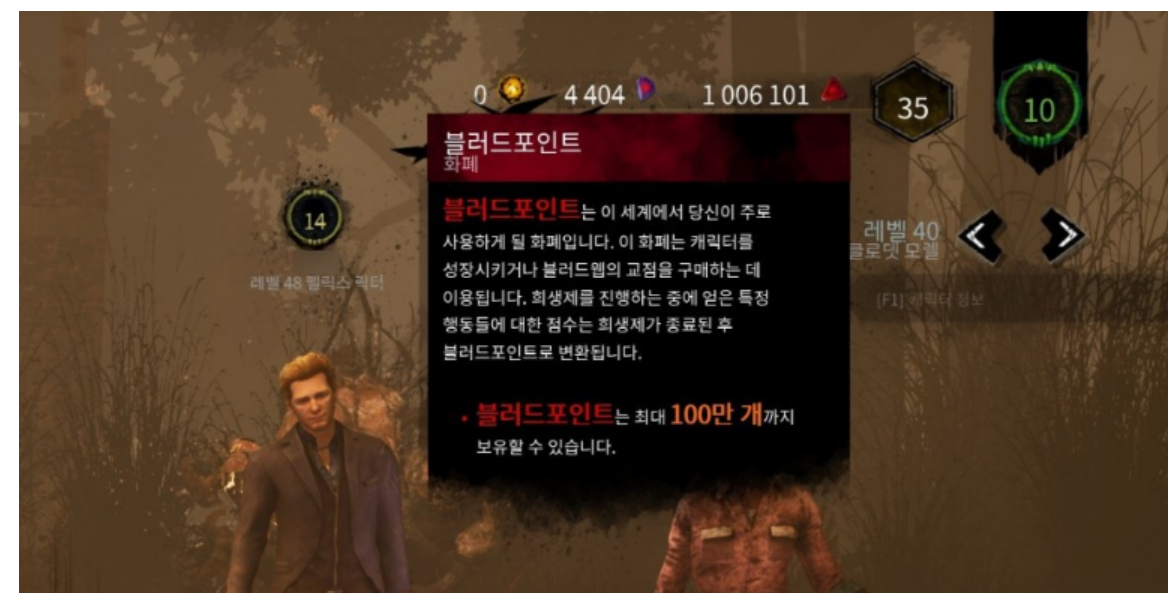 0 4 404 1 006 101 35 10
블러드포인트
화폐
블러드포인트는 이 세계에서 당신이 주로
사용하게 될 화폐입니다. 이 화폐는 캐릭터를
성장시키거나 블러드웹의 교점을 구매하는 데
이용됩니다. 희생제를 진행하는 중에 얻은 특정
행동들에 대한 점수는 희생제가 종료된 후
블러드포인트로 변환됩니다.
• 블러드포인트는 최대 100만 개까지
보유할 수 있습니다.
14
레벨 48 펠릭스 릭터
레벨 40
클로뎃 모렐
[F1] 캐릭터 정보